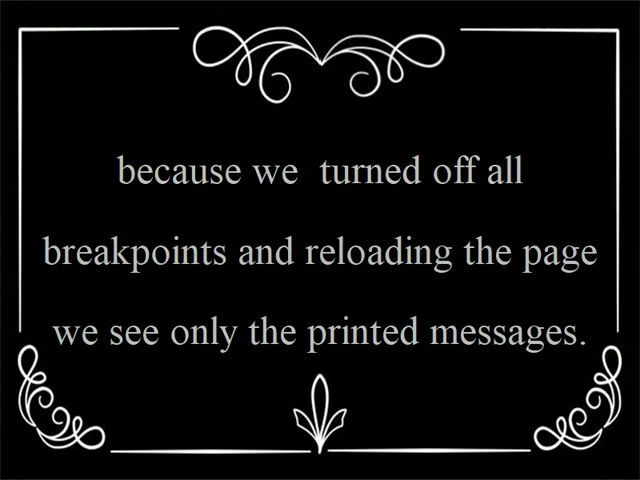 because we  turned off all
breakpoints and reloading the page
we see only the printed messages.